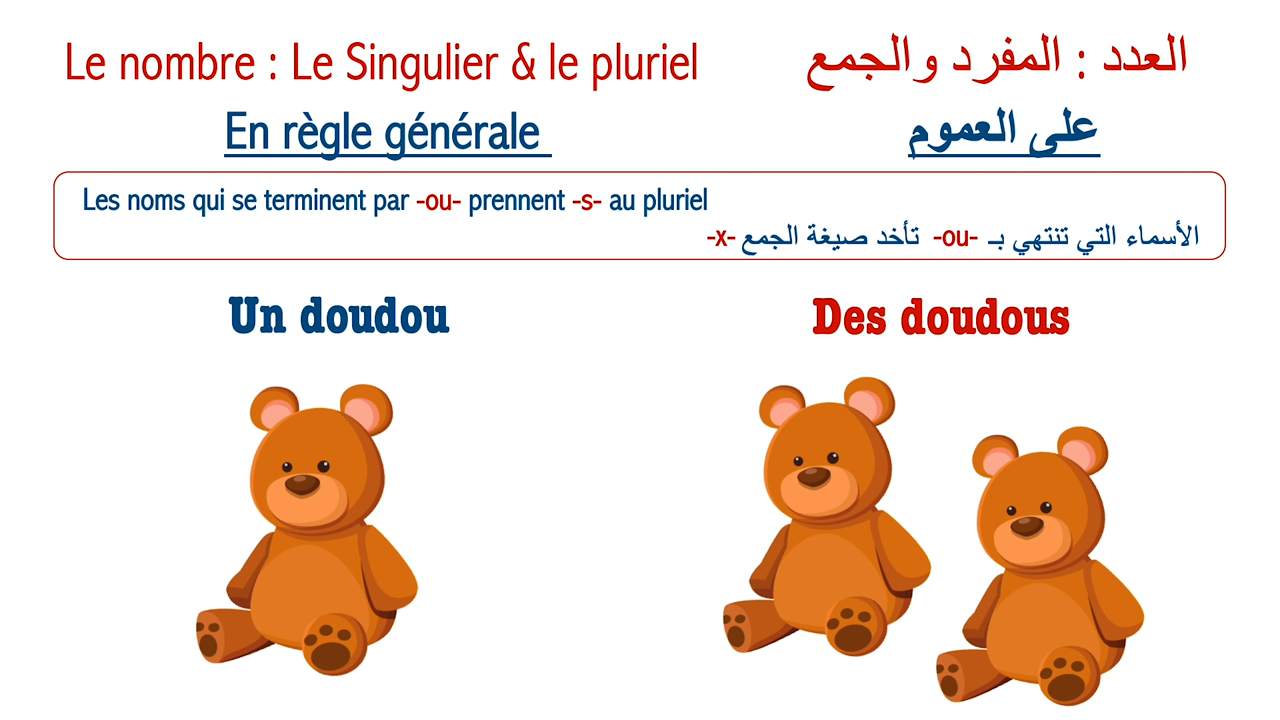 Le nombre : Le Singulier & le pluriel
العدد : المفرد والجمع
En règle générale
على العموم
Les noms qui se terminent par -ou- prennent -s- au pluriel
الأسماء التي تنتهي بـ -ou- تأخد صيغة الجمع -x-
Un doudou
Des doudous